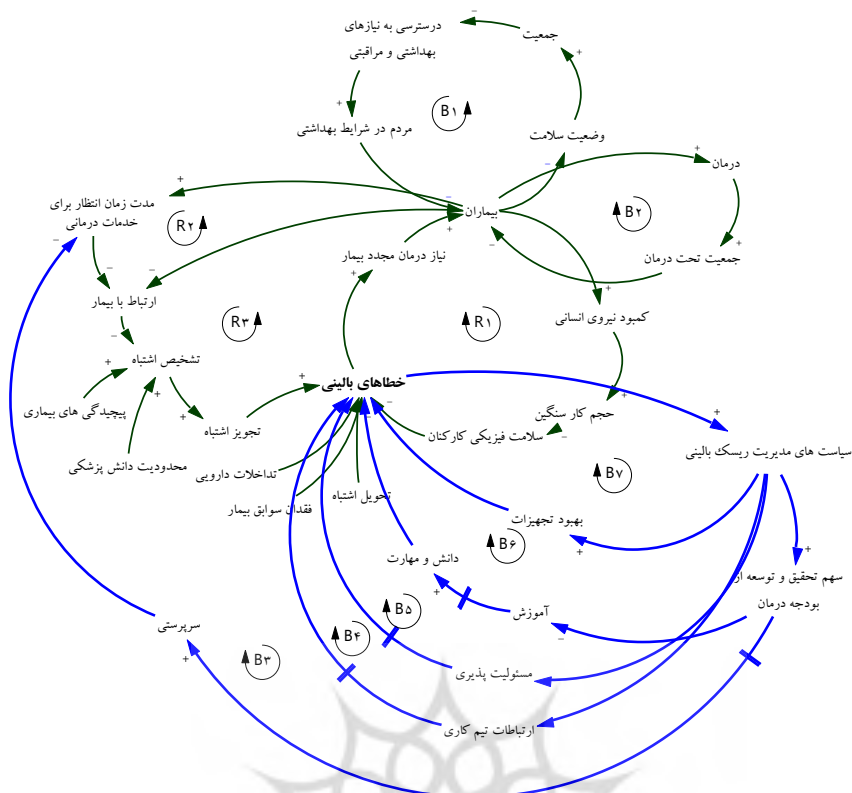 درسترسی به نیازهای
بهداشتی و مراقبتی
جمعیت
B۱
مردم در شرایط بهداشتی
وضعیت سلامت
درمان
مدت زمان انتظار برای
خدمات درمانی
R۲
بیماران
B۲
نیاز درمان مجدد بیمار
جمعیت تحت درمان
ارتباط با بیمار
R۳
R۱
کمبود نیروی انسانی
تشخیص اشتباه
خطاهای بالینی
پیچیدگی های بیماری
تجویز اشتباه
حجم کار سنگین
سلامت فیزیکی کارکنان
سیاست های مدیریت ریسک بالینی
محدودیت دانش پزشکی
تداخلات دارویی
B۷
تحویل اشتباه
فقدان سوابق بیمار
بهبود تجهیزات
B۶
دانش و مهارت
سهم تحقیق و توسعه از
بودجه درمان
آموزش
B۵
سرپرستی
B۴
B۳
مسئولیت پذیری
ارتباطات تیم کاری